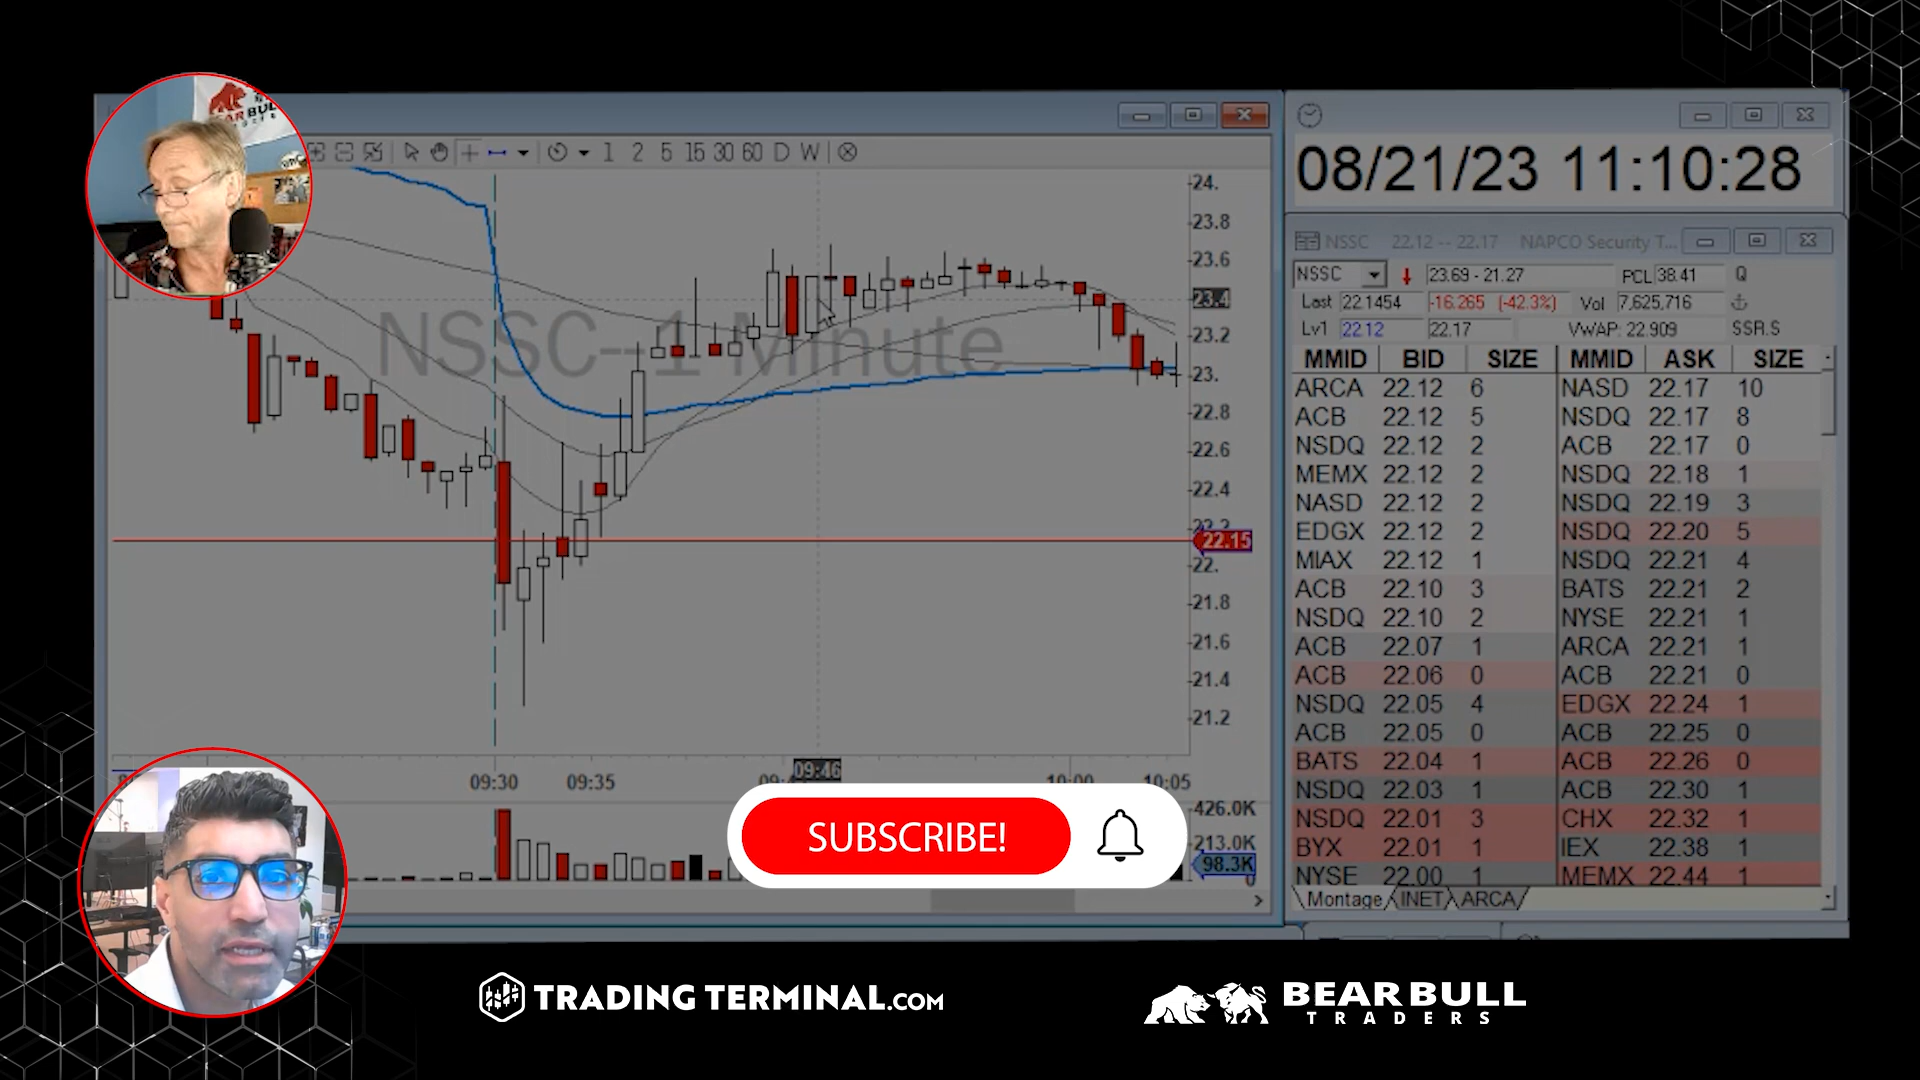 BEAR BULL
1 2 5 15 30 60 D W
08/21/23 11:10:28
NSSC 22.12 -- 22.17 NAPCO Security T...
NSSC 23.69 - 21.27 PCL 38.41 Q
Last 22.1454 -16.265 (-42.3%) Vol 7,625,716
Lv1 22.12 22.17 VWAP: 22.909 SSR.S
MMID BID SIZE MMID ASK SIZE
ARCA 22.12 6 NASD 22.17 10
ACB 22.12 5 NSDQ 22.17 8
NSDQ 22.12 2 ACB 22.17 0
MEMX 22.12 2 NSDQ 22.18 1
NASD 22.12 2 NSDQ 22.19 3
EDGX 22.12 2 NSDQ 22.20 5
MIAX 22.12 1 NSDQ 22.21 4
ACB 22.10 3 BATS 22.21 2
NSDQ 22.10 2 NYSE 22.21 1
ACB 22.07 1 ARCA 22.21 1
ACB 22.06 0 ACB 22.21 0
NSDQ 22.05 4 EDGX 22.24 1
ACB 22.05 0 ACB 22.25 0
BATS 22.04 1 ACB 22.26 0
NSDQ 22.03 1 ACB 22.30 1
NSDQ 22.01 3 CHX 22.32 1
BYX 22.01 1 IEX 22.38 1
NYSE 22.00 1 MEMX 22.44 1
Montage INET ARCA
NSSC--1 Minute
24.
23.8
23.6
23.4
23.2
23.
22.8
22.6
22.4
22.2
22.15
22.
21.8
21.6
21.4
21.2
09:30 09:35 09:46 10:00 10:05
426.0K
213.0K
98.3K
0
SUBSCRIBE!
TRADING TERMINAL.COM
BEAR BULL
TRADERS